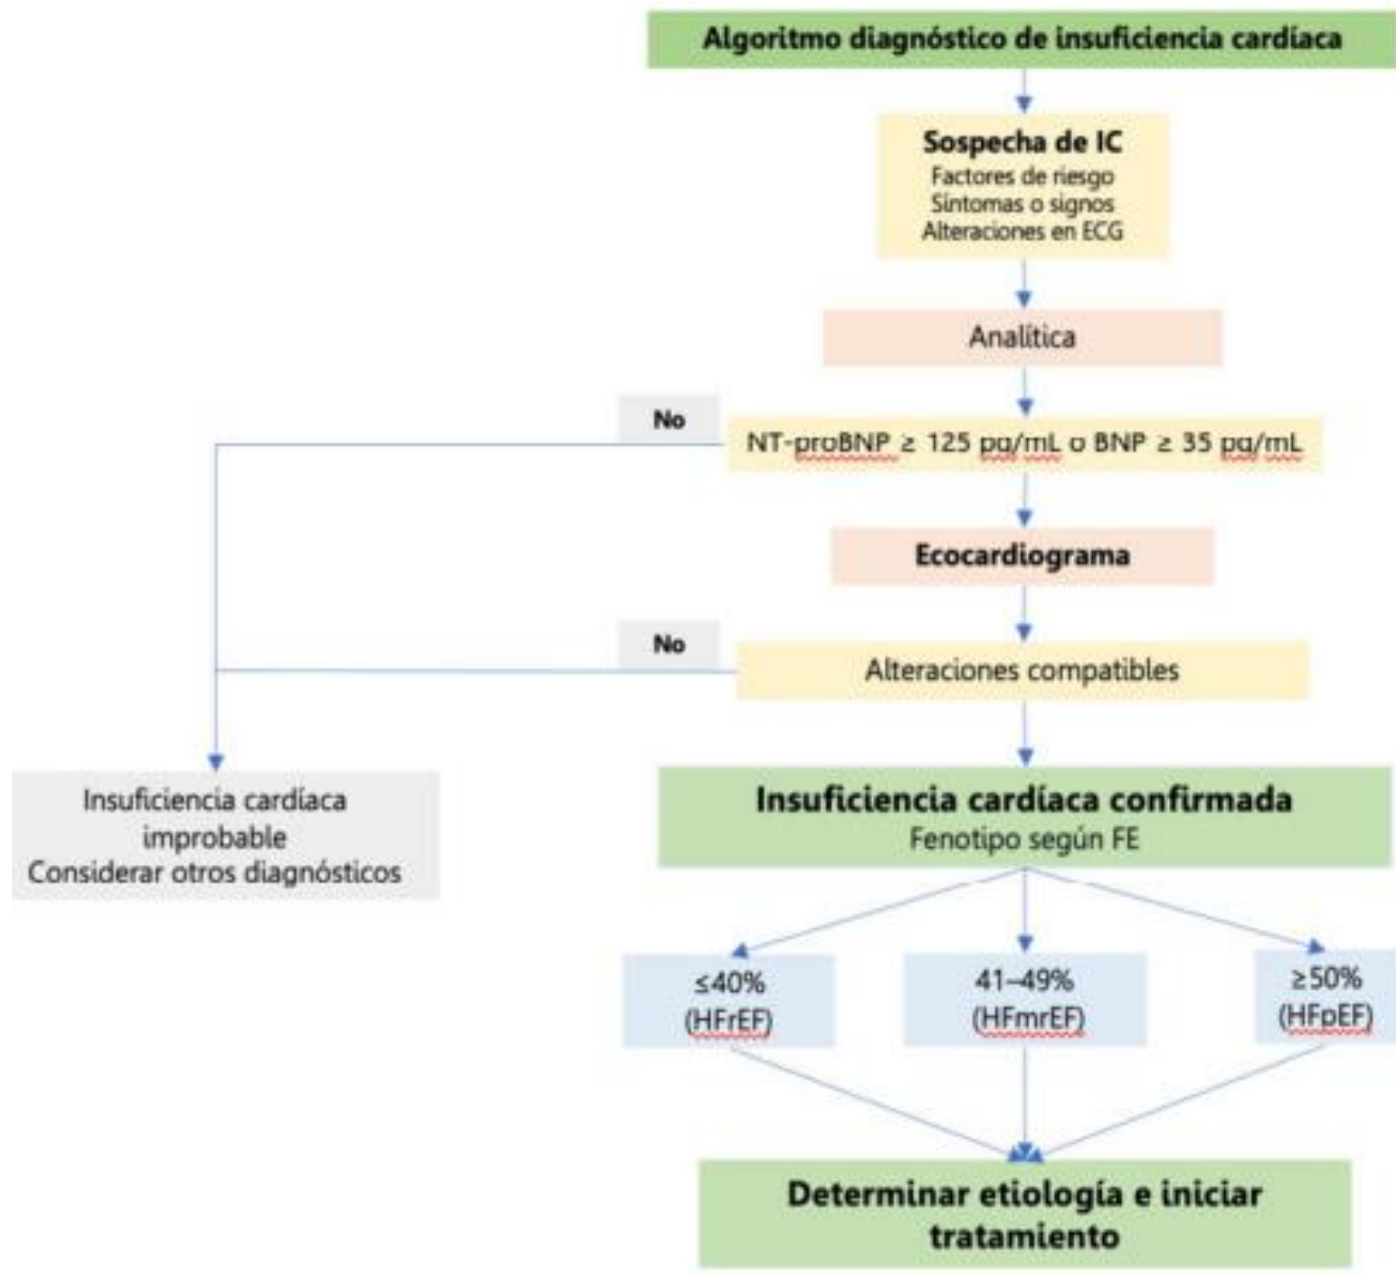 Algoritmo diagnóstico de insuficiencia cardíaca
Sospecha de IC
Factores de riesgo
Síntomas o signos
Alteraciones en ECG
Analítica
No
NT-proBNP ≥ 125 pg/mL o BNP ≥ 35 pg/mL
Ecocardiograma
No
Alteraciones compatibles
Insuficiencia cardíaca
improbable
Considerar otros diagnósticos
Insuficiencia cardíaca confirmada
Fenotipo según FE
≤40%
(HFrEF)
41–49%
(HFmrEF)
≥50%
(HFpEF)
Determinar etiología e iniciar
tratamiento